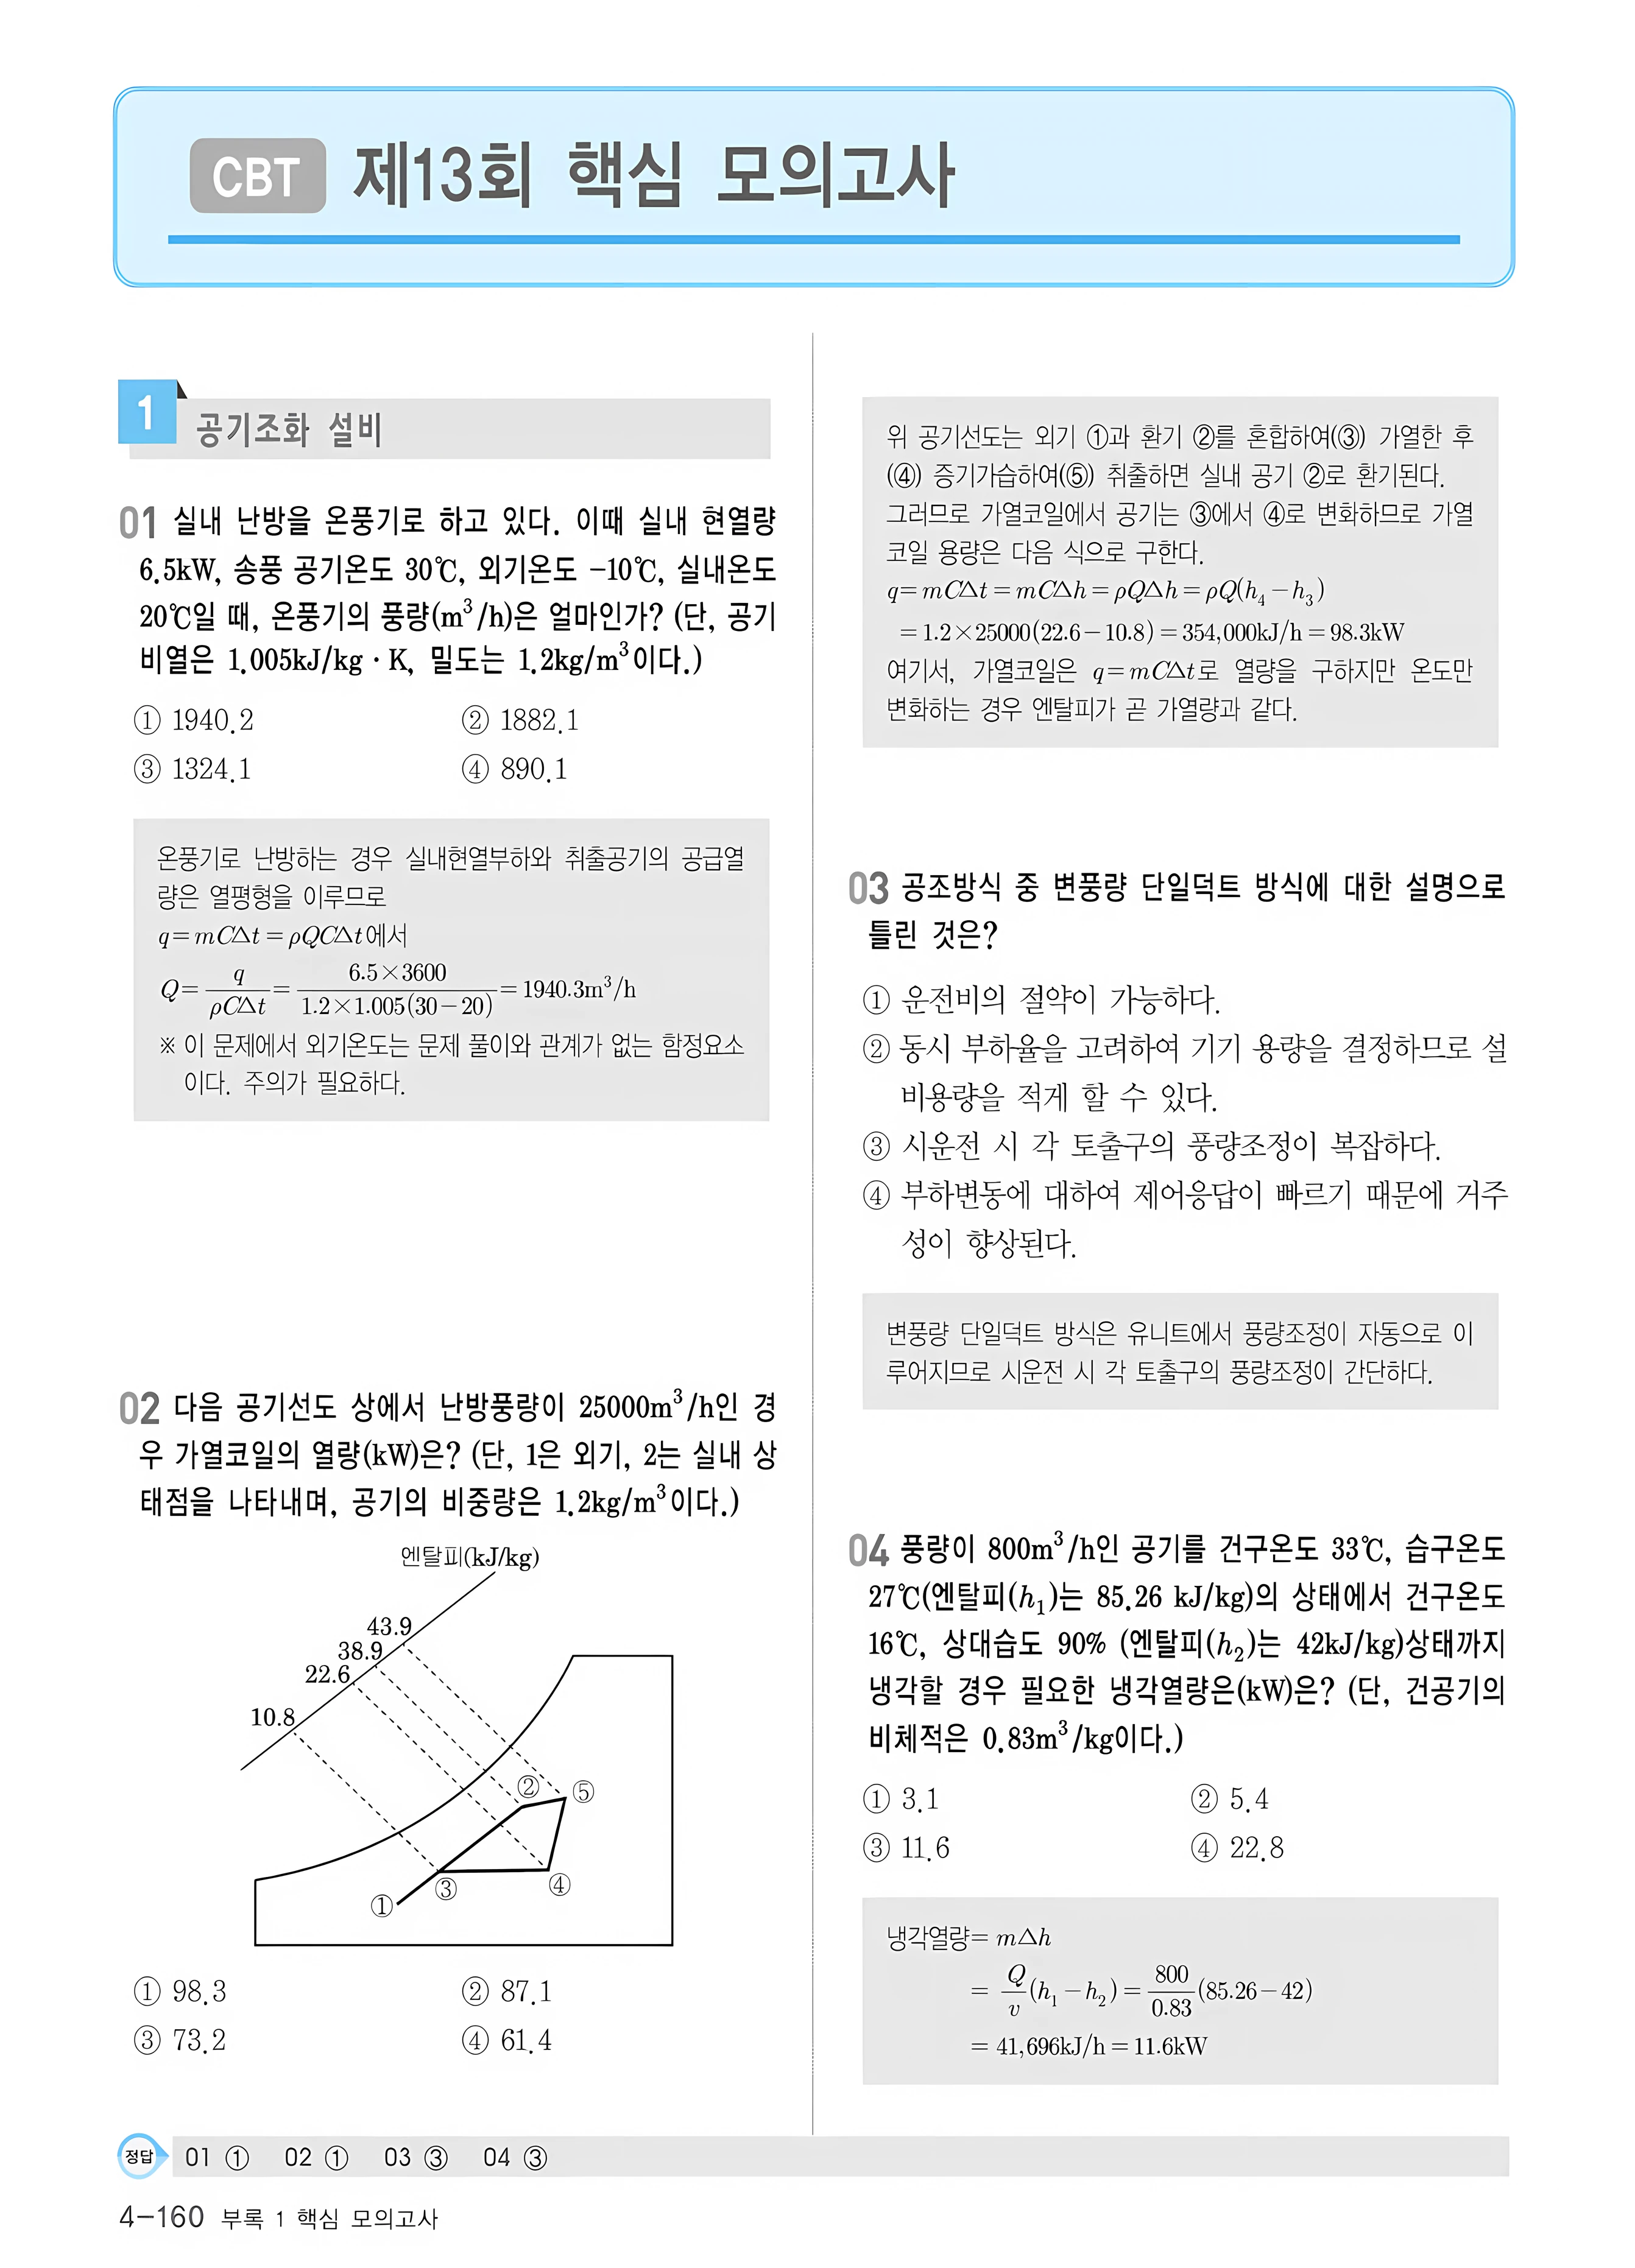 CBT 제13회 핵심 모의고사
1 공기조화 설비
01 실내 난방을 온풍기로 하고 있다. 이때 실내 현열량
6.5kW, 송풍 공기온도 30℃, 외기온도 −10℃, 실내온도
20℃일 때, 온풍기의 풍량(m³/h)은 얼마인가? (단, 공기
비열은 1.005kJ/kg·K, 밀도는 1.2kg/m³이다.)
① 1940.2 ② 1882.1
③ 1324.1 ④ 890.1
온풍기로 난방하는 경우 실내현열부하와 취출공기의 공급열
량은 열평형을 이루므로
q=mC△t=ρQC△t에서
Q= q/ρC△t = 6.5×3600/1.2×1.005(30−20) = 1940.3m³/h
※ 이 문제에서 외기온도는 문제 풀이와 관계가 없는 함정요소
이다. 주의가 필요하다.
02 다음 공기선도 상에서 난방풍량이 25000m³/h인 경
우 가열코일의 열량(kW)은? (단, 1은 외기, 2는 실내 상
태점을 나타내며, 공기의 비중량은 1.2kg/m³이다.)
엔탈피(kJ/kg)
43.9
38.9
22.6
10.8
② ⑤
③ ④
①
① 98.3 ② 87.1
③ 73.2 ④ 61.4
위 공기선도는 외기 ①과 환기 ②를 혼합하여(③) 가열한 후
(④) 증기가습하여(⑤) 취출하면 실내 공기 ②로 환기된다.
그러므로 가열코일에서 공기는 ③에서 ④로 변화하므로 가열
코일 용량은 다음 식으로 구한다.
q=mC△t=mC△h=ρQ△h=ρQ(h₄−h₃)
=1.2×25000(22.6−10.8)=354,000kJ/h=98.3kW
여기서, 가열코일은 q=mC△t로 열량을 구하지만 온도만
변화하는 경우 엔탈피가 곧 가열량과 같다.
03 공조방식 중 변풍량 단일덕트 방식에 대한 설명으로
틀린 것은?
① 운전비의 절약이 가능하다.
② 동시 부하율을 고려하여 기기 용량을 결정하므로 설
비용량을 적게 할 수 있다.
③ 시운전 시 각 토출구의 풍량조정이 복잡하다.
④ 부하변동에 대하여 제어응답이 빠르기 때문에 거주
성이 향상된다.
변풍량 단일덕트 방식은 유니트에서 풍량조정이 자동으로 이
루어지므로 시운전 시 각 토출구의 풍량조정이 간단하다.
04 풍량이 800m³/h인 공기를 건구온도 33℃, 습구온도
27℃(엔탈피(h₁)는 85.26 kJ/kg)의 상태에서 건구온도
16℃, 상대습도 90% (엔탈피(h₂)는 42kJ/kg)상태까지
냉각할 경우 필요한 냉각열량은(kW)은? (단, 건공기의
비체적은 0.83m³/kg이다.)
① 3.1 ② 5.4
③ 11.6 ④ 22.8
냉각열량= m△h
= Q/v (h₁−h₂)= 800/0.83 (85.26−42)
= 41,696kJ/h=11.6kW
정답 01 ① 02 ① 03 ③ 04 ③
4−160 부록 1 핵심 모의고사